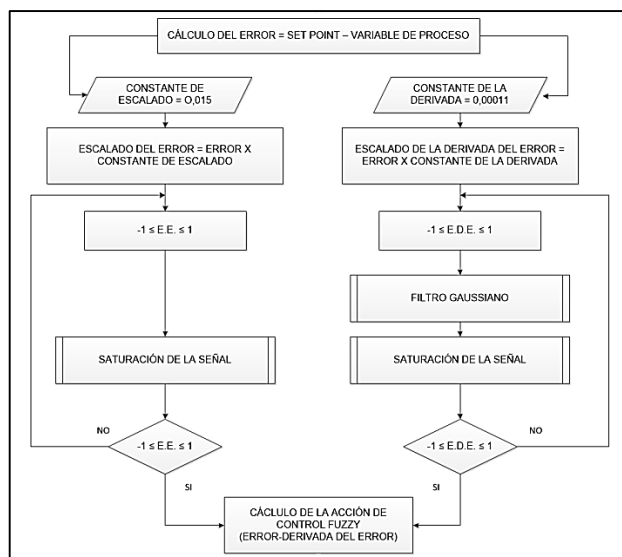 CÁLCULO DEL ERROR = SET POINT – VARIABLE DE PROCESO
CONSTANTE DE
ESCALADO = O,015
CONSTANTE DE LA
DERIVADA = 0,00011
ESCALADO DEL ERROR = ERROR X
CONSTANTE DE ESCALADO
ESCALADO DE LA DERIVADA DEL ERROR =
ERROR X CONSTANTE DE LA DERIVADA
-1 ≤ E.E. ≤ 1
-1 ≤ E.D.E. ≤ 1
FILTRO GAUSSIANO
SATURACIÓN DE LA SEÑAL
SATURACIÓN DE LA SEÑAL
NO
-1 ≤ E.E. ≤ 1
-1 ≤ E.D.E. ≤ 1
NO
SI
SI
CÁCLULO DE LA ACCIÓN DE
CONTROL FUZZY
(ERROR-DERIVADA DEL ERROR)